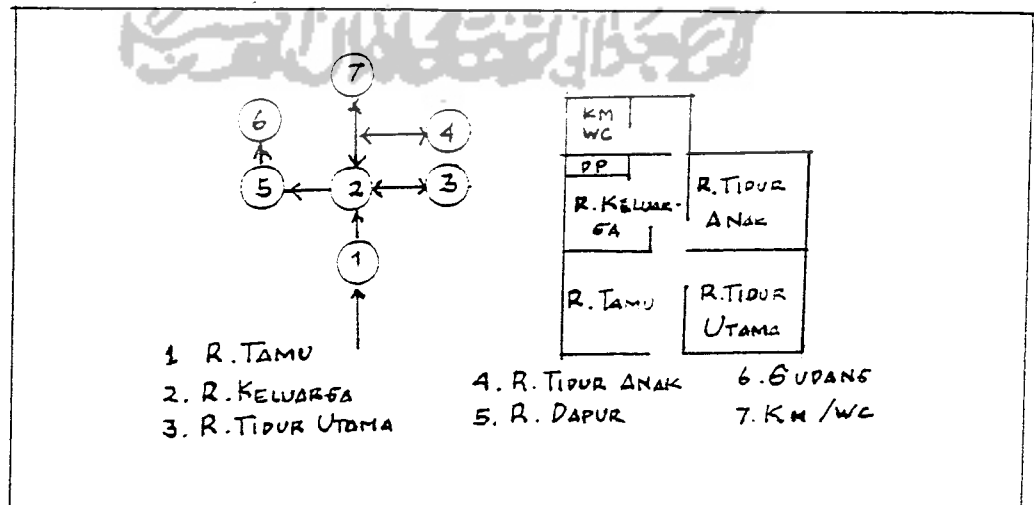 7
6
4
5
2
3
1
KM
WC
DP
R. KELUAR-
GA
R. TIDUR
ANAK
R. TAMU
R. TIDUR
UTAMA
1 R. TAMU
2. R. KELUARGA
3. R. TIDUR UTAMA
4. R. TIDUR ANAK
5. R. DAPUR
6. GUDANG
7. KM/WC